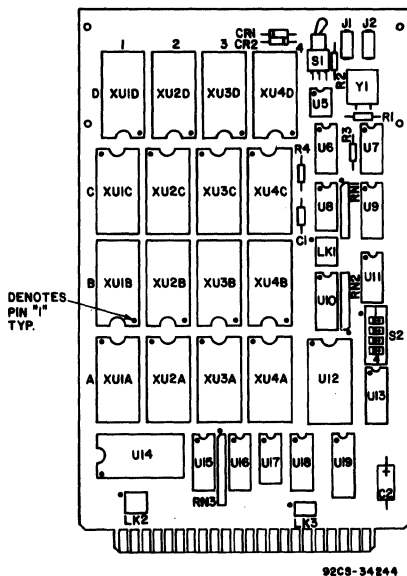 CR1
CR2
1 2 3 4
S1
R2
J1 J2
D XU1D XU2D XU3D XU4D
U5
Y1
R1
U6
R3
U7
R4
C XU1C XU2C XU3C XU4C
U8
RN1
U9
C1
LK1
B XU1B XU2B XU3B XU4B
U10
RN2
U11
DENOTES
PIN "1"
TYP.
S2
4
A XU1A XU2A XU3A XU4A
U12
U13
U14
U15
RN3
U16 U17 U18 U19
C2
+
LK2
LK3
92CS-34244